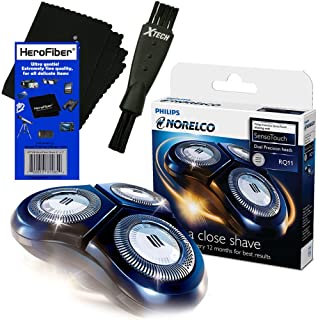 HeroFiber®
Ultra gentle!
Extremely fine quality,
for all delicate items
XTECH
PHILIPS
NORELCO
SensoTouch
Dual Precision heads
RQ11
a close shave
every 12 months for best results